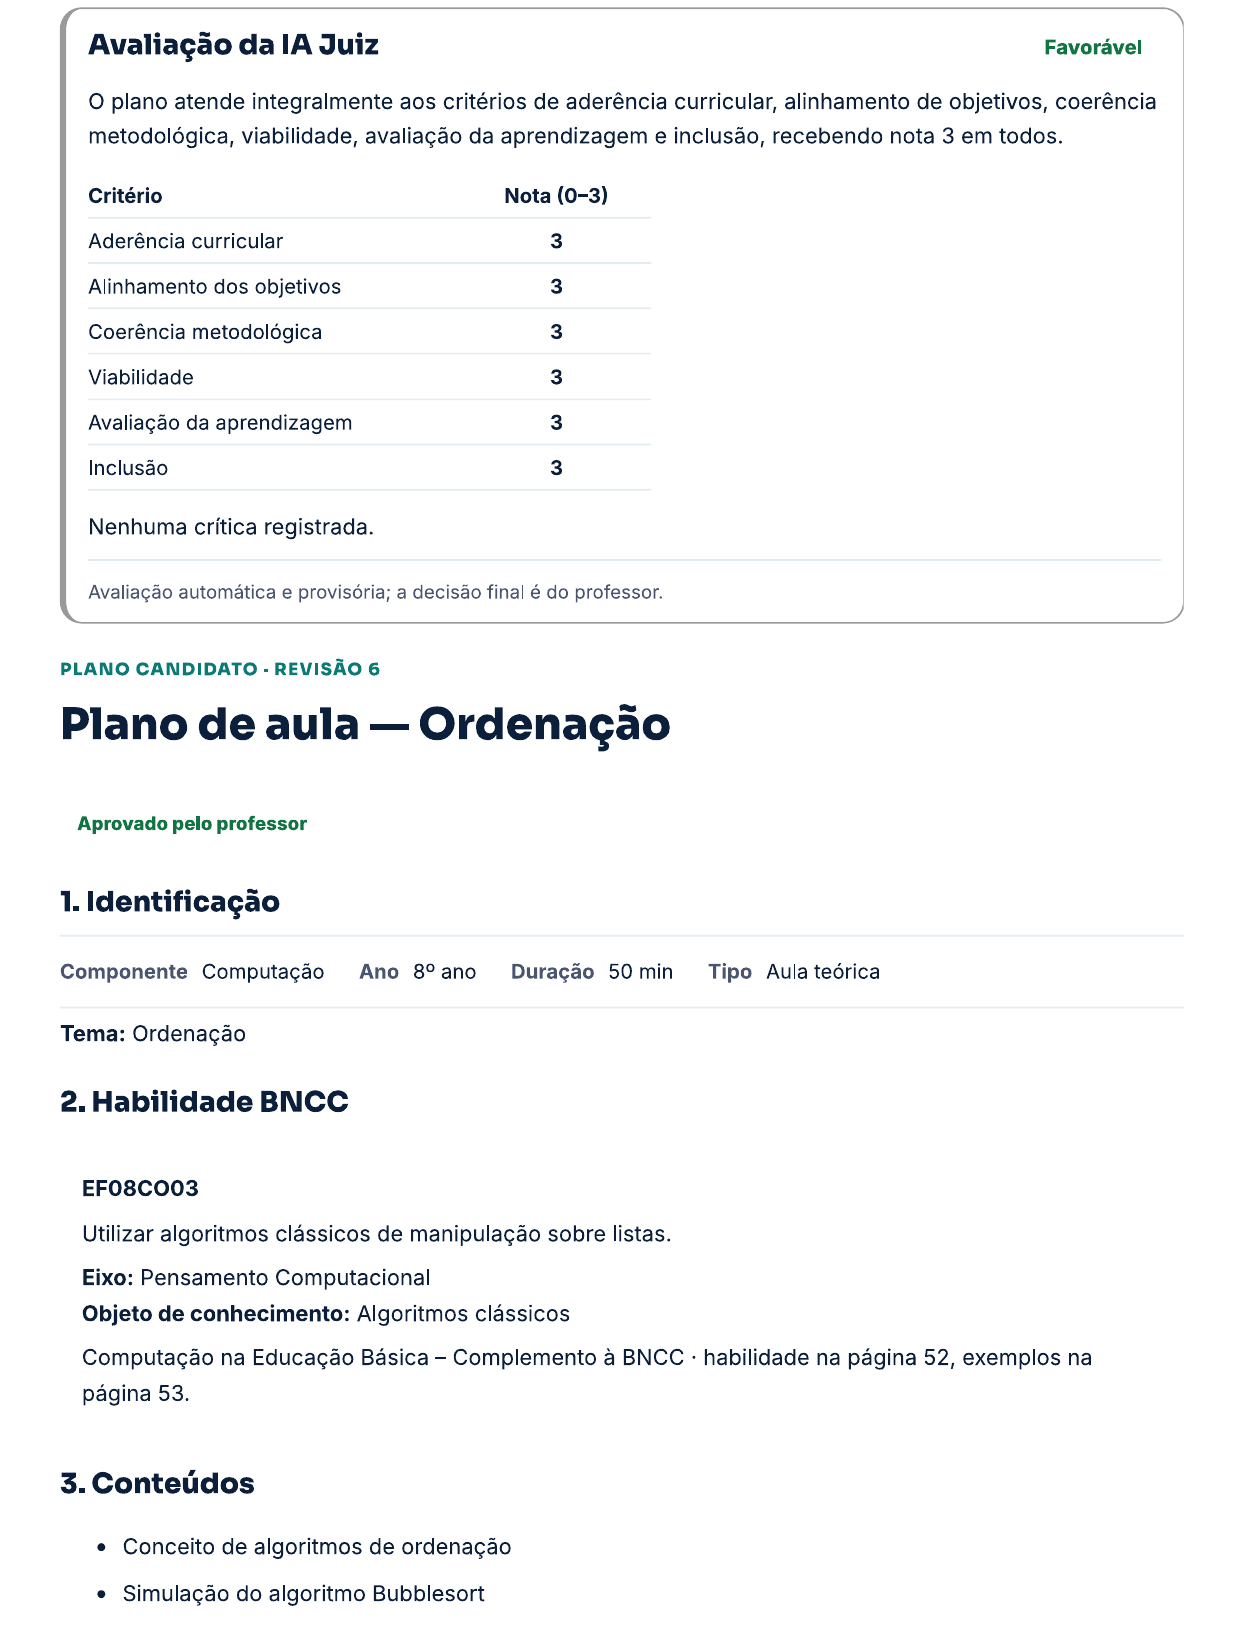 Avaliação da IA Juiz
Favorável
O plano atende integralmente aos critérios de aderência curricular, alinhamento de objetivos, coerência
metodológica, viabilidade, avaliação da aprendizagem e inclusão, recebendo nota 3 em todos.
Critério Nota (0–3)
Aderência curricular 3
Alinhamento dos objetivos 3
Coerência metodológica 3
Viabilidade 3
Avaliação da aprendizagem 3
Inclusão 3
Nenhuma crítica registrada.
Avaliação automática e provisória; a decisão final é do professor.
PLANO CANDIDATO · REVISÃO 6
Plano de aula — Ordenação
Aprovado pelo professor
1. Identificação
Componente Computação Ano 8º ano Duração 50 min Tipo Aula teórica
Tema: Ordenação
2. Habilidade BNCC
EF08CO03
Utilizar algoritmos clássicos de manipulação sobre listas.
Eixo: Pensamento Computacional
Objeto de conhecimento: Algoritmos clássicos
Computação na Educação Básica – Complemento à BNCC · habilidade na página 52, exemplos na
página 53.
3. Conteúdos
• Conceito de algoritmos de ordenação
• Simulação do algoritmo Bubblesort